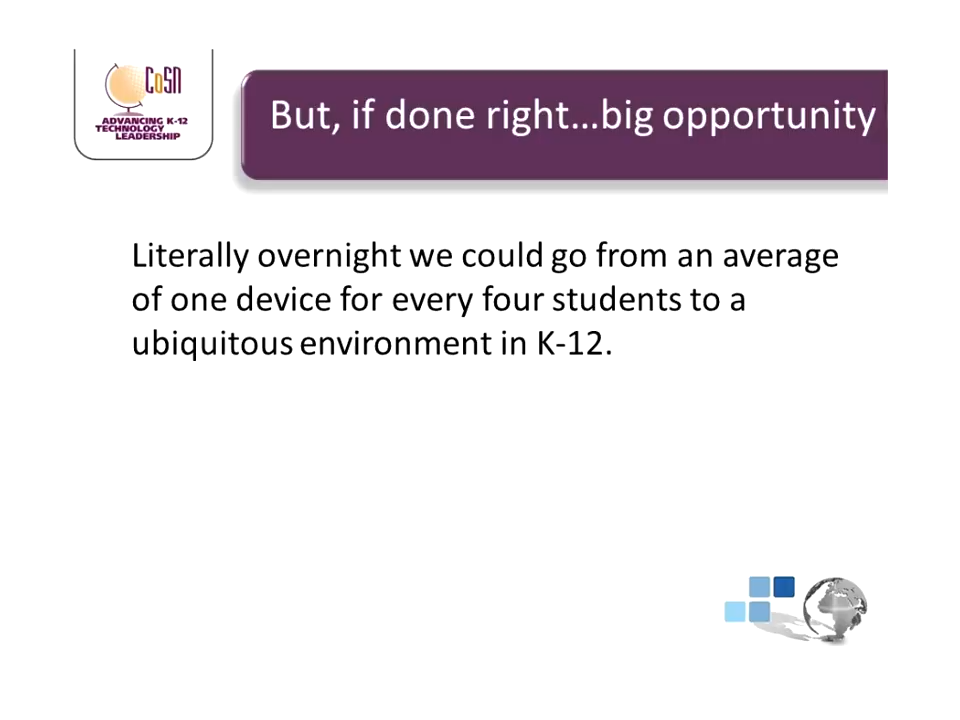 CoSN
ADVANCING K-12
TECHNOLOGY
LEADERSHIP
But, if done right...big opportunity
Literally overnight we could go from an average
of one device for every four students to a
ubiquitous environment in K-12.